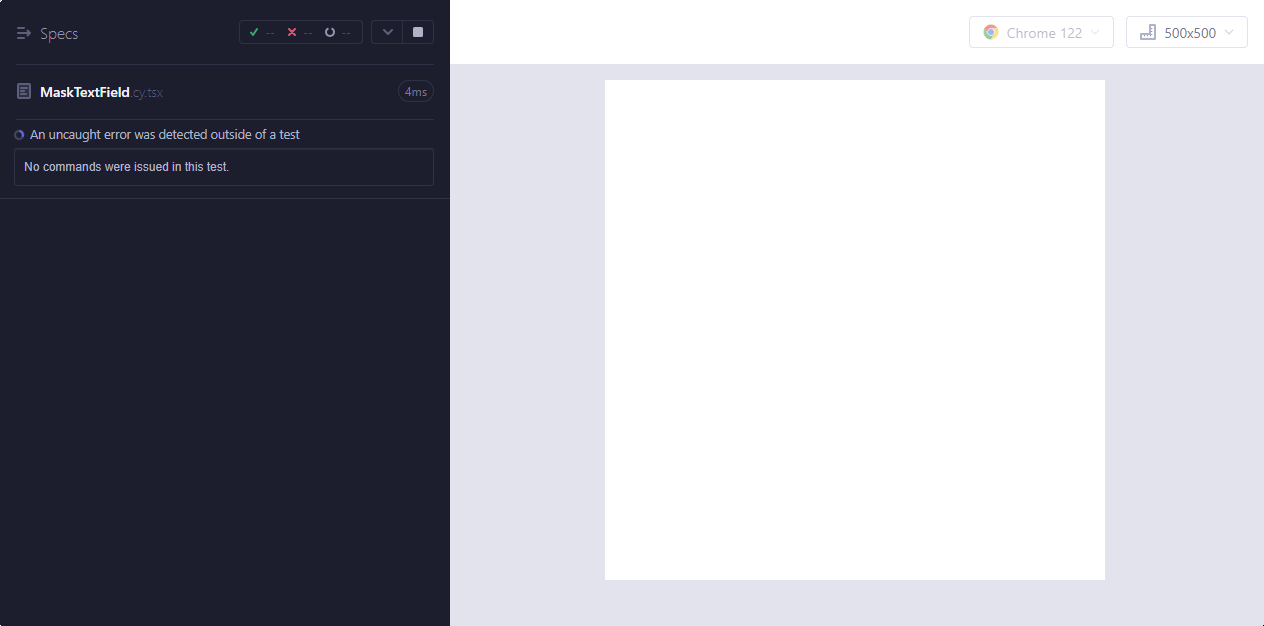 Specs
-- -- --
MaskTextField.cy.tsx
4ms
An uncaught error was detected outside of a test
No commands were issued in this test.
Chrome 122
500x500